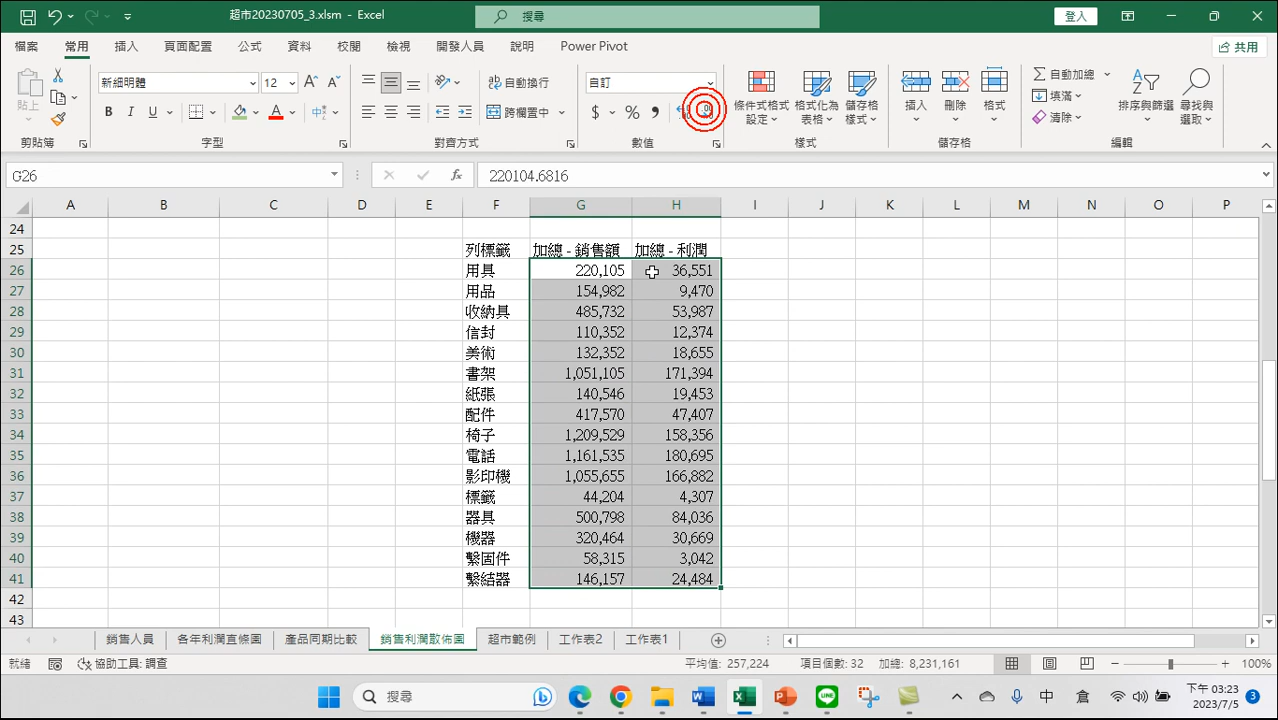 超市20230705_3.xlsm - Excel
搜尋
登入
檔案 常用 插入 頁面配置 公式 資料 校閱 檢視 開發人員 說明 Power Pivot 共用
貼上
新細明體 12
自動換行
自訂
B I U
跨欄置中
$ %
條件式格式設定
格式化為表格
儲存格樣式
插入
刪除
格式
自動加總
填滿
清除
排序與篩選
尋找與選取
剪貼簿 字型 對齊方式 數值 樣式 儲存格 編輯
G26 fx 220104.6816
A B C D E F G H I J K L M N O P
24
25 列標籤 加總 - 銷售額 加總 - 利潤
26 用具 220,105 36,551
27 用品 154,982 9,470
28 收納具 485,732 53,987
29 信封 110,352 12,374
30 美術 132,352 18,655
31 書架 1,051,105 171,394
32 紙張 140,546 19,453
33 配件 417,570 47,407
34 椅子 1,209,529 158,356
35 電話 1,161,535 180,695
36 影印機 1,055,655 166,882
37 標籤 44,204 4,307
38 器具 500,798 84,036
39 機器 320,464 30,669
40 繫固件 58,315 3,042
41 繫結器 146,157 24,484
42
43
銷售人員 各年利潤直條圖 產品同期比較 銷售利潤散佈圖 超市範例 工作表2 工作表1
就緒 協助工具: 調查 平均值: 257,224 項目個數: 32 加總: 8,231,161 100%
搜尋 中 倉 下午 03:23
2023/7/5 3